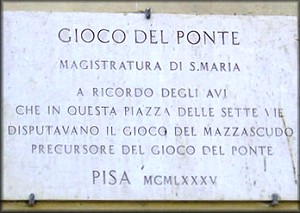 GIOCO DEL PONTE
MAGISTRATURA DI S. MARIA
A RICORDO DEGLI AVI
CHE IN QUESTA PIAZZA DELLE SETTE VIE
DISPUTAVANO IL GIOCO DEL MAZZASCUDO
PRECURSORE DEL GIOCO DEL PONTE
PISA MCMLXXXV